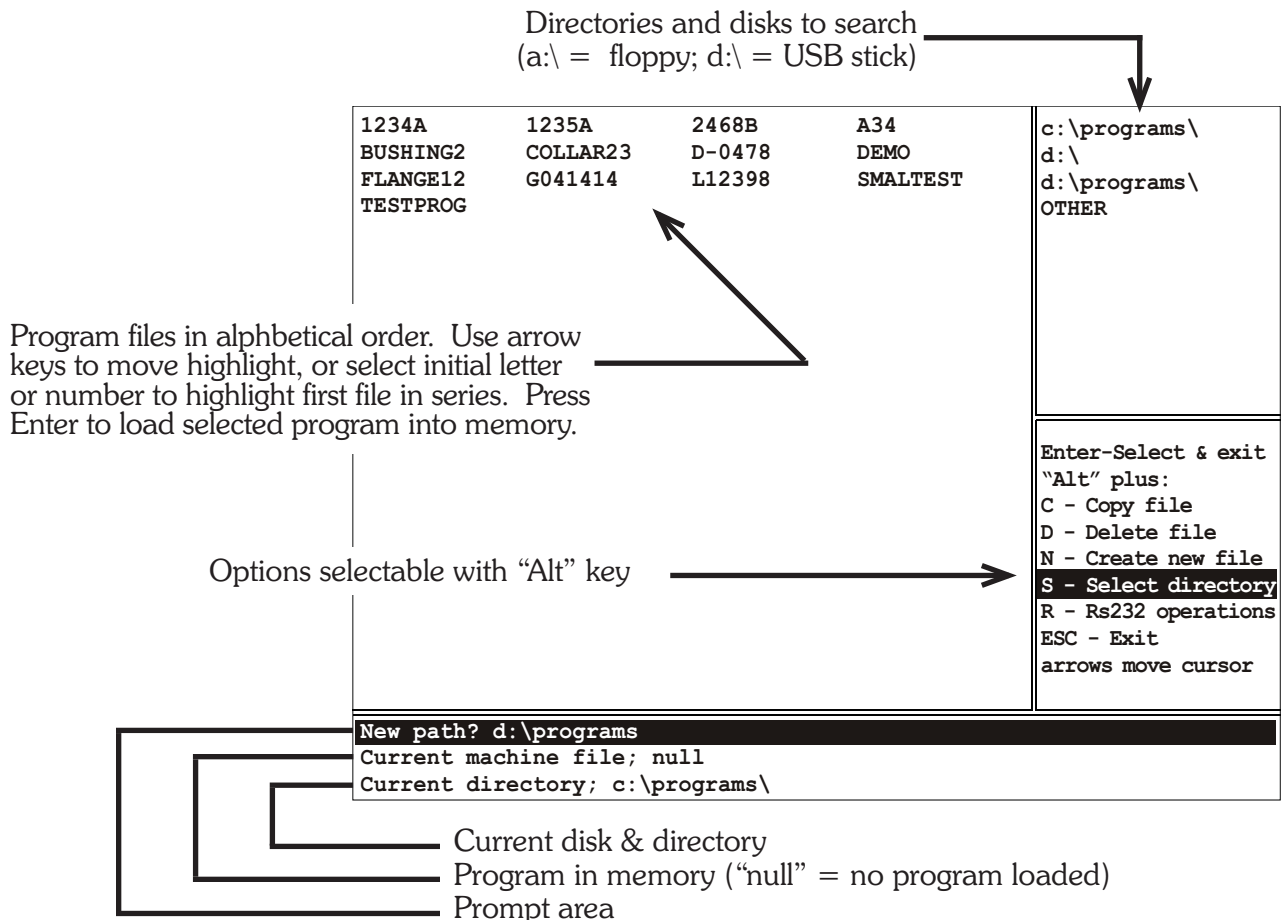 Directories and disks to search
(a:\ = floppy; d:\ = USB stick)
1234A 1235A 2468B A34
BUSHING2 COLLAR23 D-0478 DEMO
FLANGE12 G041414 L12398 SMALTEST
TESTPROG
c:\programs\
d:\
d:\programs\
OTHER
Program files in alphbetical order. Use arrow
keys to move highlight, or select initial letter
or number to highlight first file in series. Press
Enter to load selected program into memory.
Enter-Select & exit
“Alt” plus:
C - Copy file
D - Delete file
N - Create new file
S - Select directory
R - Rs232 operations
ESC - Exit
arrows move cursor
Options selectable with “Alt” key
New path? d:\programs
Current machine file; null
Current directory; c:\programs\
Current disk & directory
Program in memory (“null” = no program loaded)
Prompt area